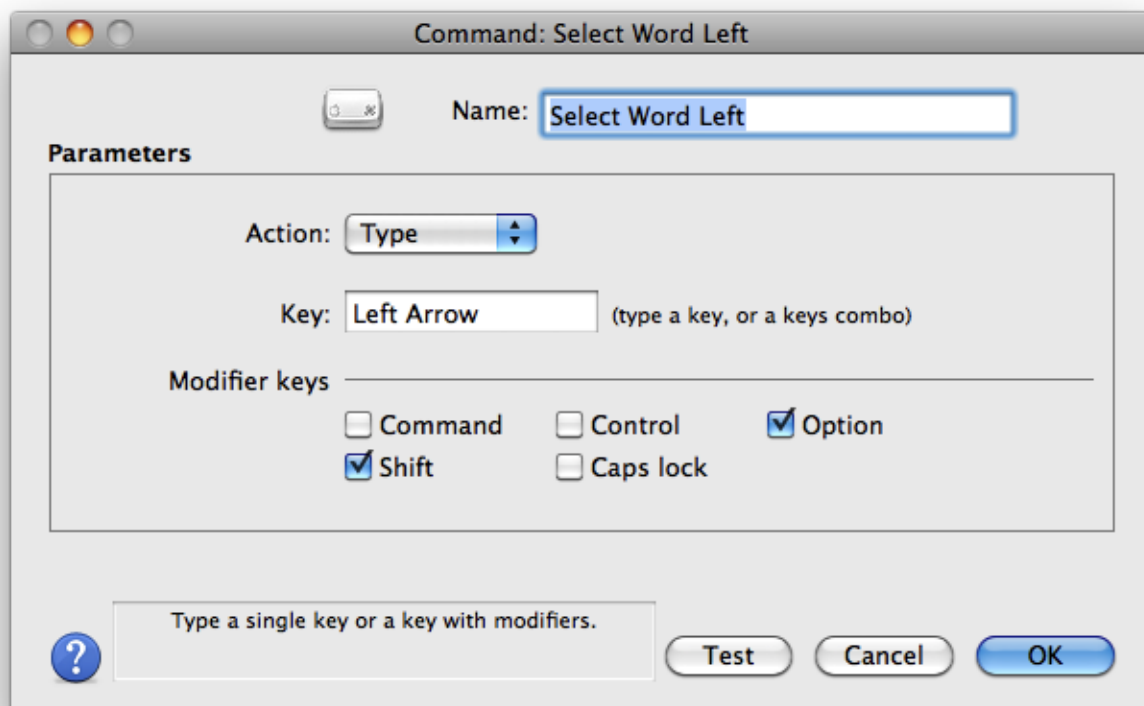 Command: Select Word Left
Name: Select Word Left
Parameters
Action: Type
Key: Left Arrow (type a key, or a keys combo)
Modifier keys
Command Control Option
Shift Caps lock
Type a single key or a key with modifiers.
? Test Cancel OK